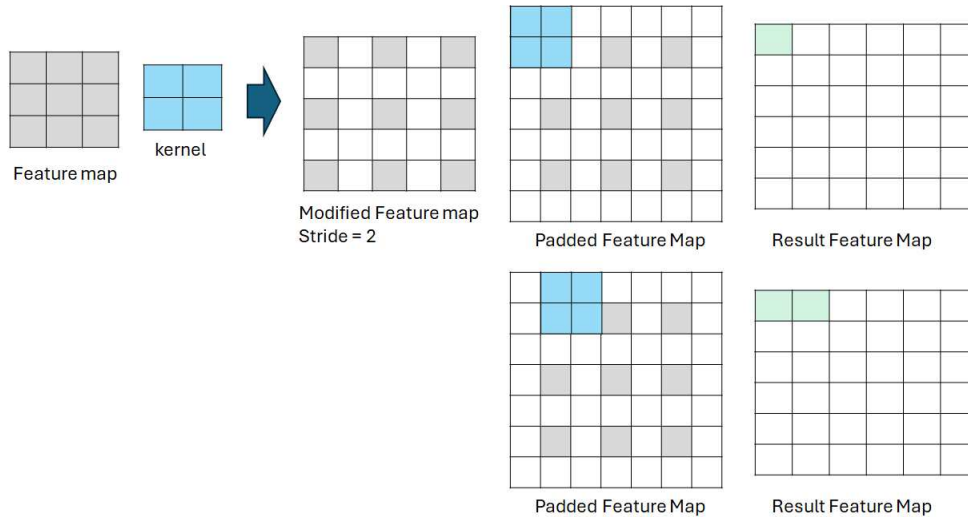 kernel
Feature map
Modified Feature map
Stride = 2
Padded Feature Map
Result Feature Map
Padded Feature Map
Result Feature Map